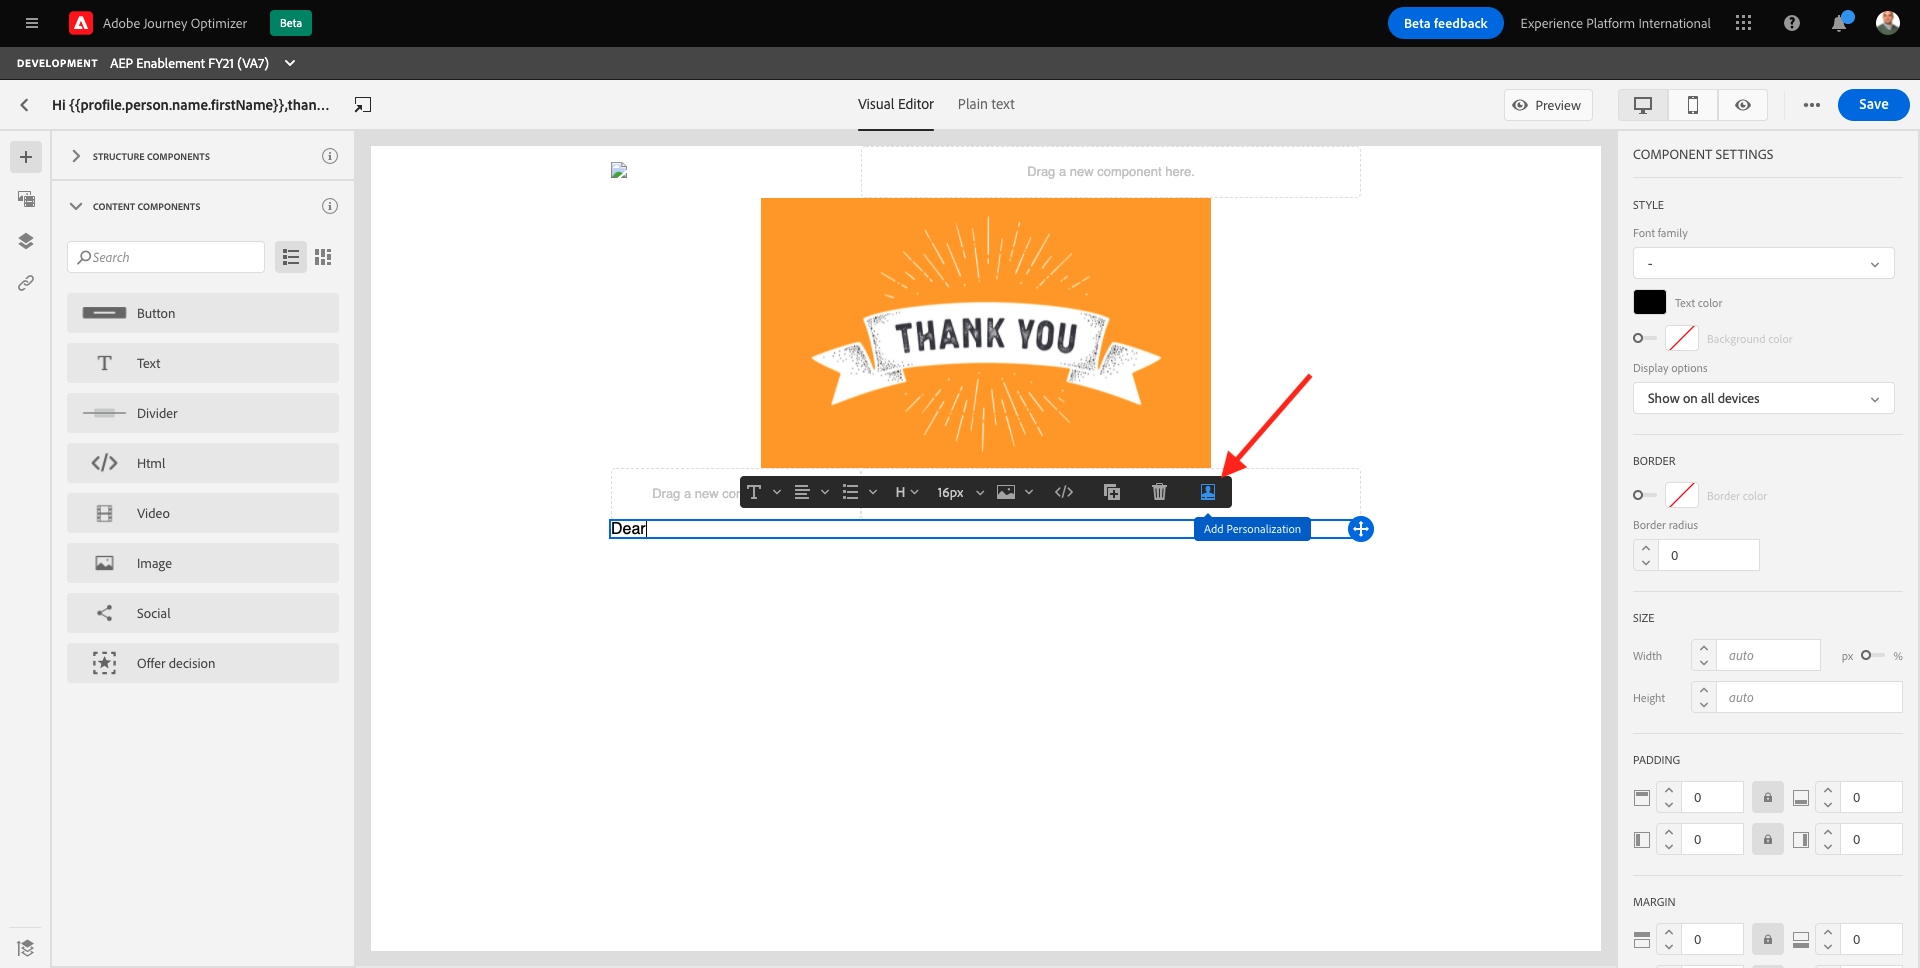 Adobe Journey Optimizer
Beta
Beta feedback
Experience Platform International
DEVELOPMENT AEP Enablement FY21 (VA7)
Hi {{profile.person.name.firstName}},than...
Visual Editor
Plain text
Preview
Save
STRUCTURE COMPONENTS
CONTENT COMPONENTS
Search
Button
Text
Divider
Html
Video
Image
Social
Offer decision
Drag a new component here.
THANK YOU
Drag a new con
H
16px
Add Personalization
Dear
COMPONENT SETTINGS
STYLE
Font family
-
Text color
Background color
Display options
Show on all devices
BORDER
Border color
Border radius
0
SIZE
Width
auto
px
%
Height
auto
PADDING
0
0
0
0
MARGIN
0
0